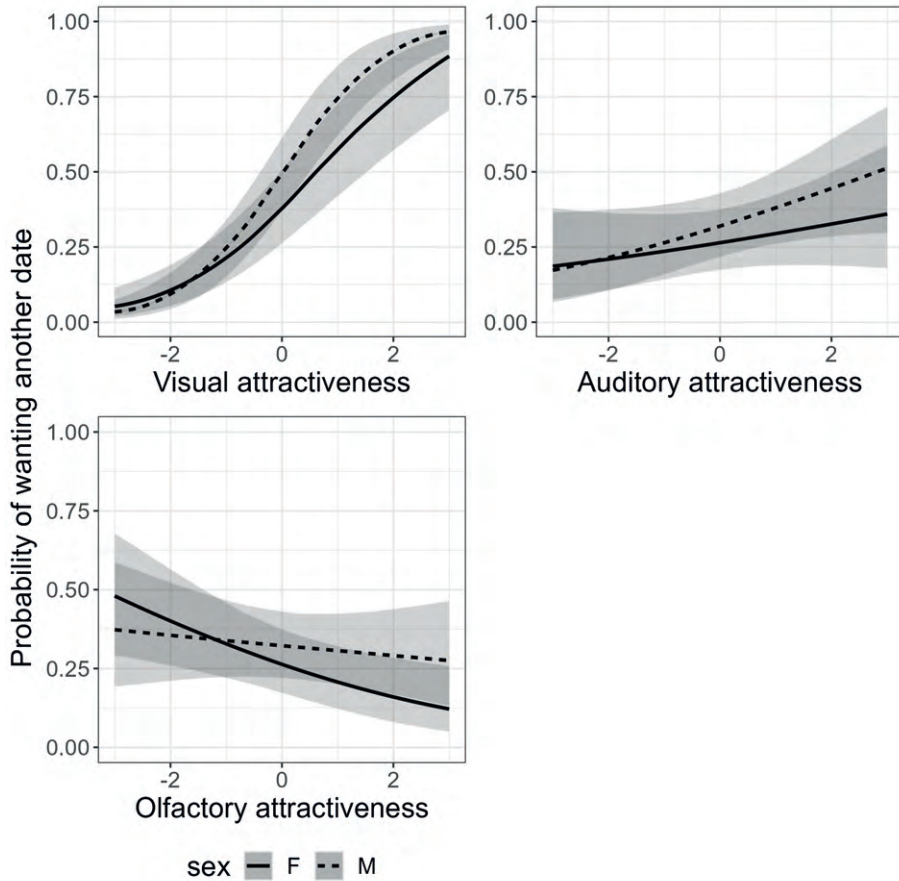 1.00
0.75
0.50
0.25
0.00
-2 0 2
Visual attractiveness
1.00
0.75
0.50
0.25
0.00
-2 0 2
Auditory attractiveness
Probability of wanting another date
1.00
0.75
0.50
0.25
0.00
-2 0 2
Olfactory attractiveness
sex F M